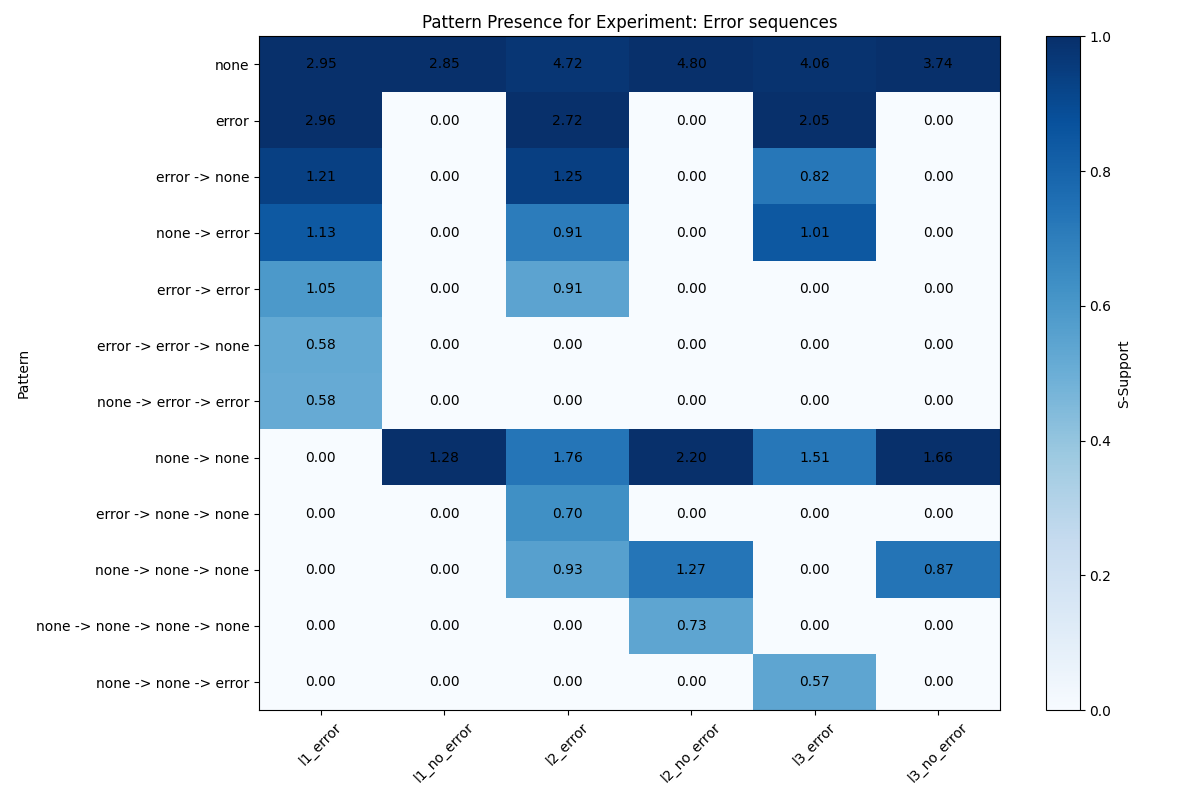 Pattern Presence for Experiment: Error sequences
none 2.95 2.85 4.72 4.80 4.06 3.74
error 2.96 0.00 2.72 0.00 2.05 0.00
error -> none 1.21 0.00 1.25 0.00 0.82 0.00
none -> error 1.13 0.00 0.91 0.00 1.01 0.00
error -> error 1.05 0.00 0.91 0.00 0.00 0.00
error -> error -> none 0.58 0.00 0.00 0.00 0.00 0.00
none -> error -> error 0.58 0.00 0.00 0.00 0.00 0.00
none -> none 0.00 1.28 1.76 2.20 1.51 1.66
error -> none -> none 0.00 0.00 0.70 0.00 0.00 0.00
none -> none -> none 0.00 0.00 0.93 1.27 0.00 0.87
none -> none -> none -> none 0.00 0.00 0.00 0.73 0.00 0.00
none -> none -> error 0.00 0.00 0.00 0.00 0.57 0.00
l1_error l1_no_error l2_error l2_no_error l3_error l3_no_error
Pattern
1.0
0.8
0.6
0.4
0.2
0.0
S-Support